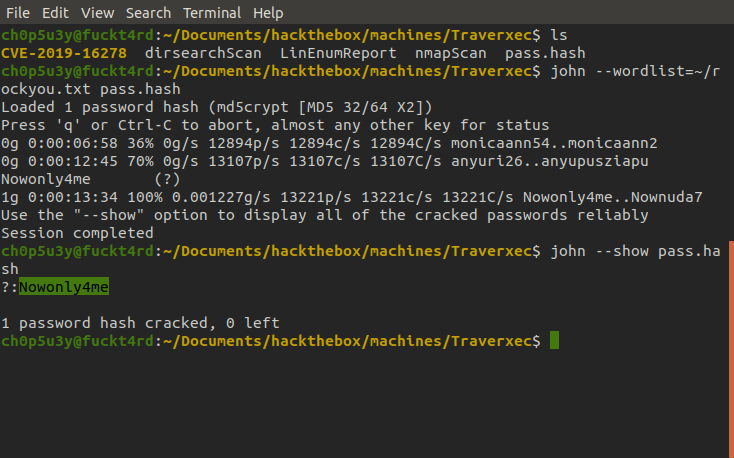 File Edit View Search Terminal Help
ch0p5u3y@fuckt4rd:~/Documents/hackthebox/machines/Traverxec$ ls
CVE-2019-16278  dirsearchScan  LinEnumReport  nmapScan  pass.hash
ch0p5u3y@fuckt4rd:~/Documents/hackthebox/machines/Traverxec$ john --wordlist=~/r
ockyou.txt pass.hash
Loaded 1 password hash (md5crypt [MD5 32/64 X2])
Press 'q' or Ctrl-C to abort, almost any other key for status
0g 0:00:06:58 36% 0g/s 12894p/s 12894c/s 12894C/s monicaann54..monicaann2
0g 0:00:12:45 70% 0g/s 13107p/s 13107c/s 13107C/s anyuri26..anyupusziapu
Nowonly4me       (?)
1g 0:00:13:34 100% 0.001227g/s 13221p/s 13221c/s 13221C/s Nowonly4me..Nownuda7
Use the "--show" option to display all of the cracked passwords reliably
Session completed
ch0p5u3y@fuckt4rd:~/Documents/hackthebox/machines/Traverxec$ john --show pass.ha
sh
?:Nowonly4me
1 password hash cracked, 0 left
ch0p5u3y@fuckt4rd:~/Documents/hackthebox/machines/Traverxec$